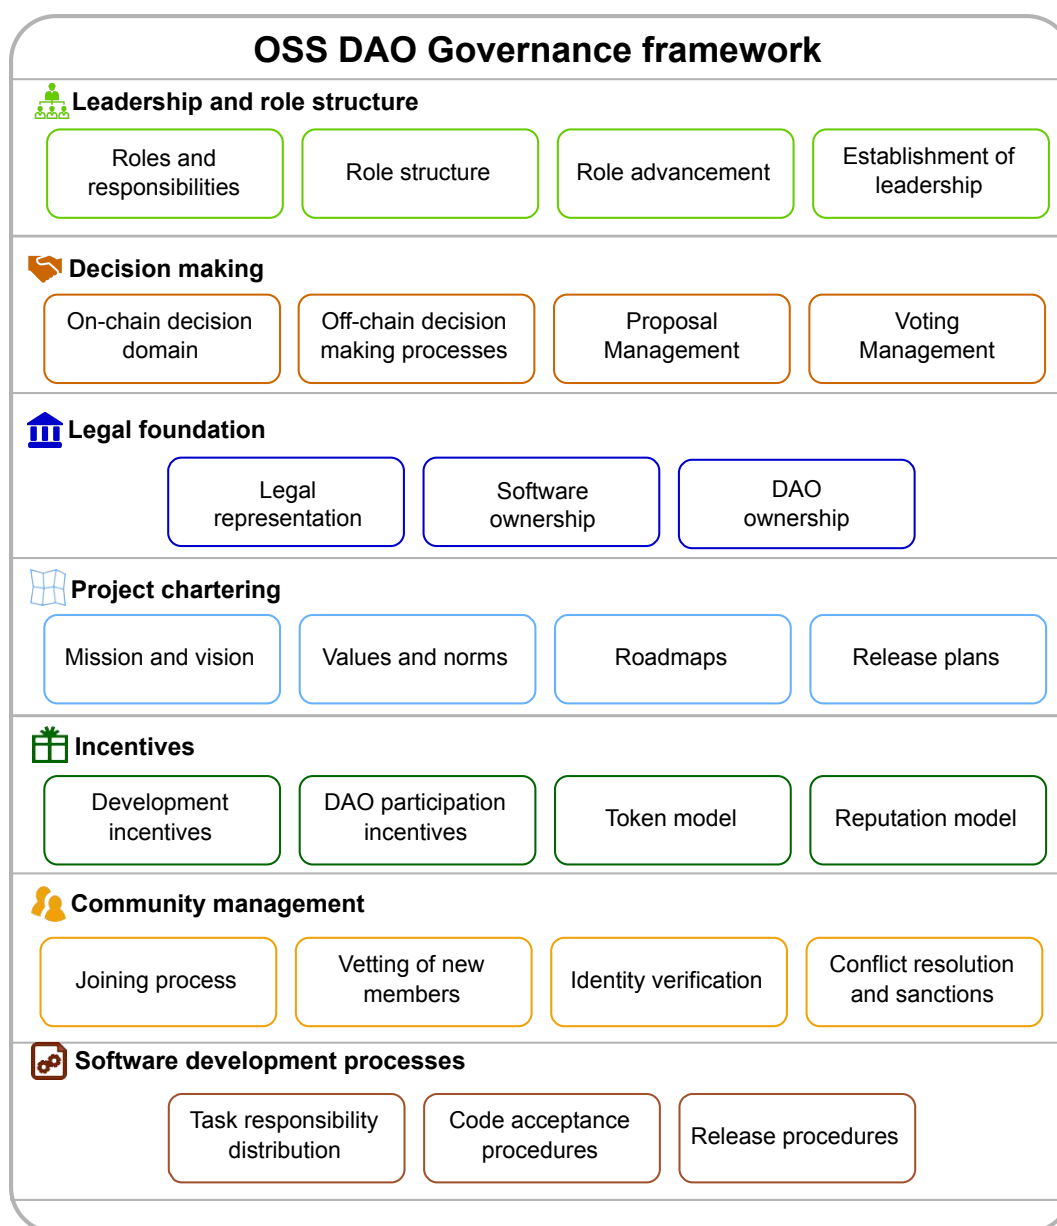 OSS DAO Governance framework
Leadership and role structure
Roles and
responsibilities
Role structure
Role advancement
Establishment of
leadership
Decision making
On-chain decision
domain
Off-chain decision
making processes
Proposal
Management
Voting
Management
Legal foundation
Legal
representation
Software
ownership
DAO
ownership
Project chartering
Mission and vision
Values and norms
Roadmaps
Release plans
Incentives
Development
incentives
DAO participation
incentives
Token model
Reputation model
Community management
Joining process
Vetting of new
members
Identity verification
Conflict resolution
and sanctions
Software development processes
Task responsibility
distribution
Code acceptance
procedures
Release procedures